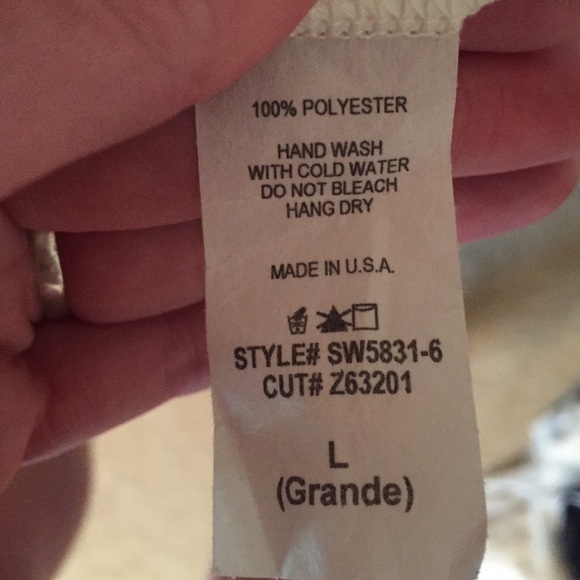 100% POLYESTER
HAND WASH
WITH COLD WATER
DO NOT BLEACH
HANG DRY
MADE IN U.S.A.
STYLE# SW5831-6
CUT# Z63201
L
(Grande)